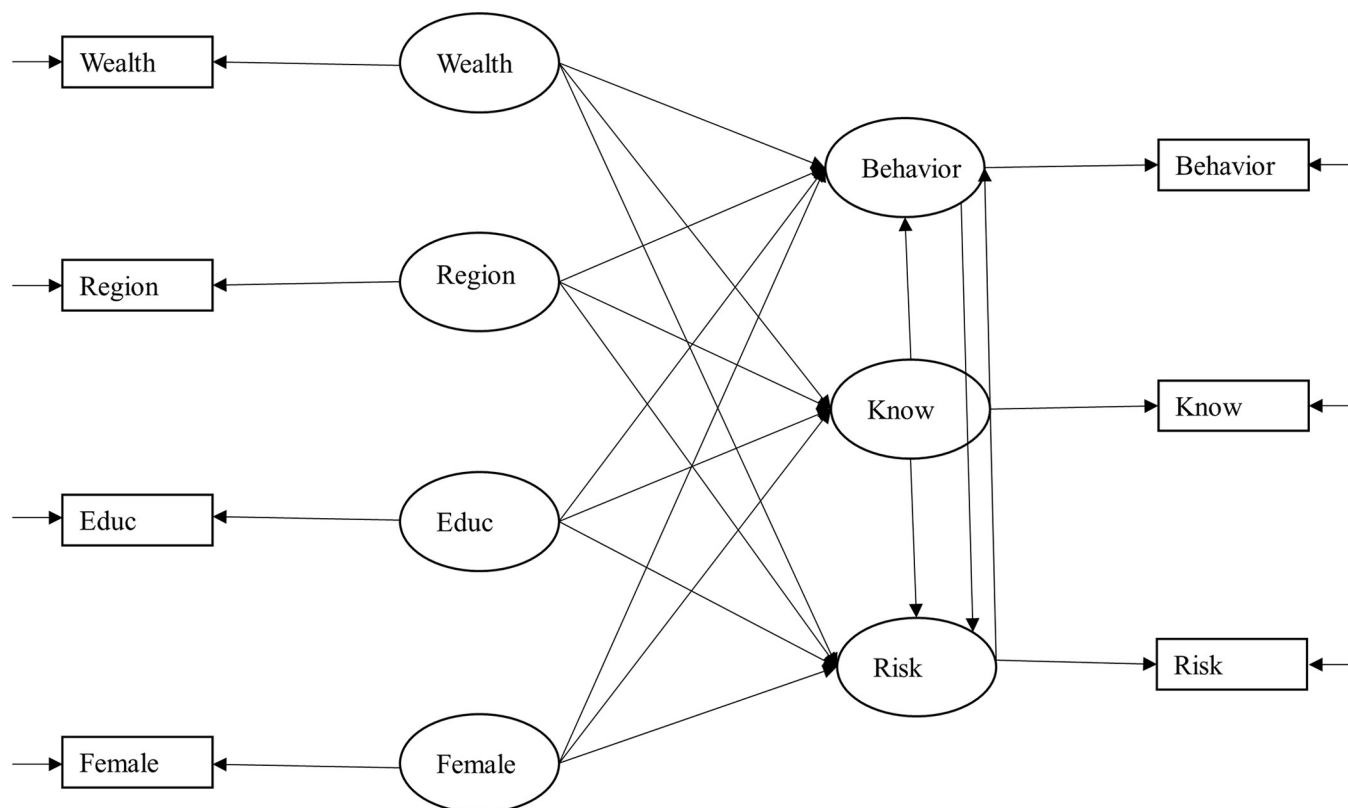 Wealth
Wealth
Behavior
Behavior
Region
Region
Know
Know
Educ
Educ
Risk
Risk
Female
Female